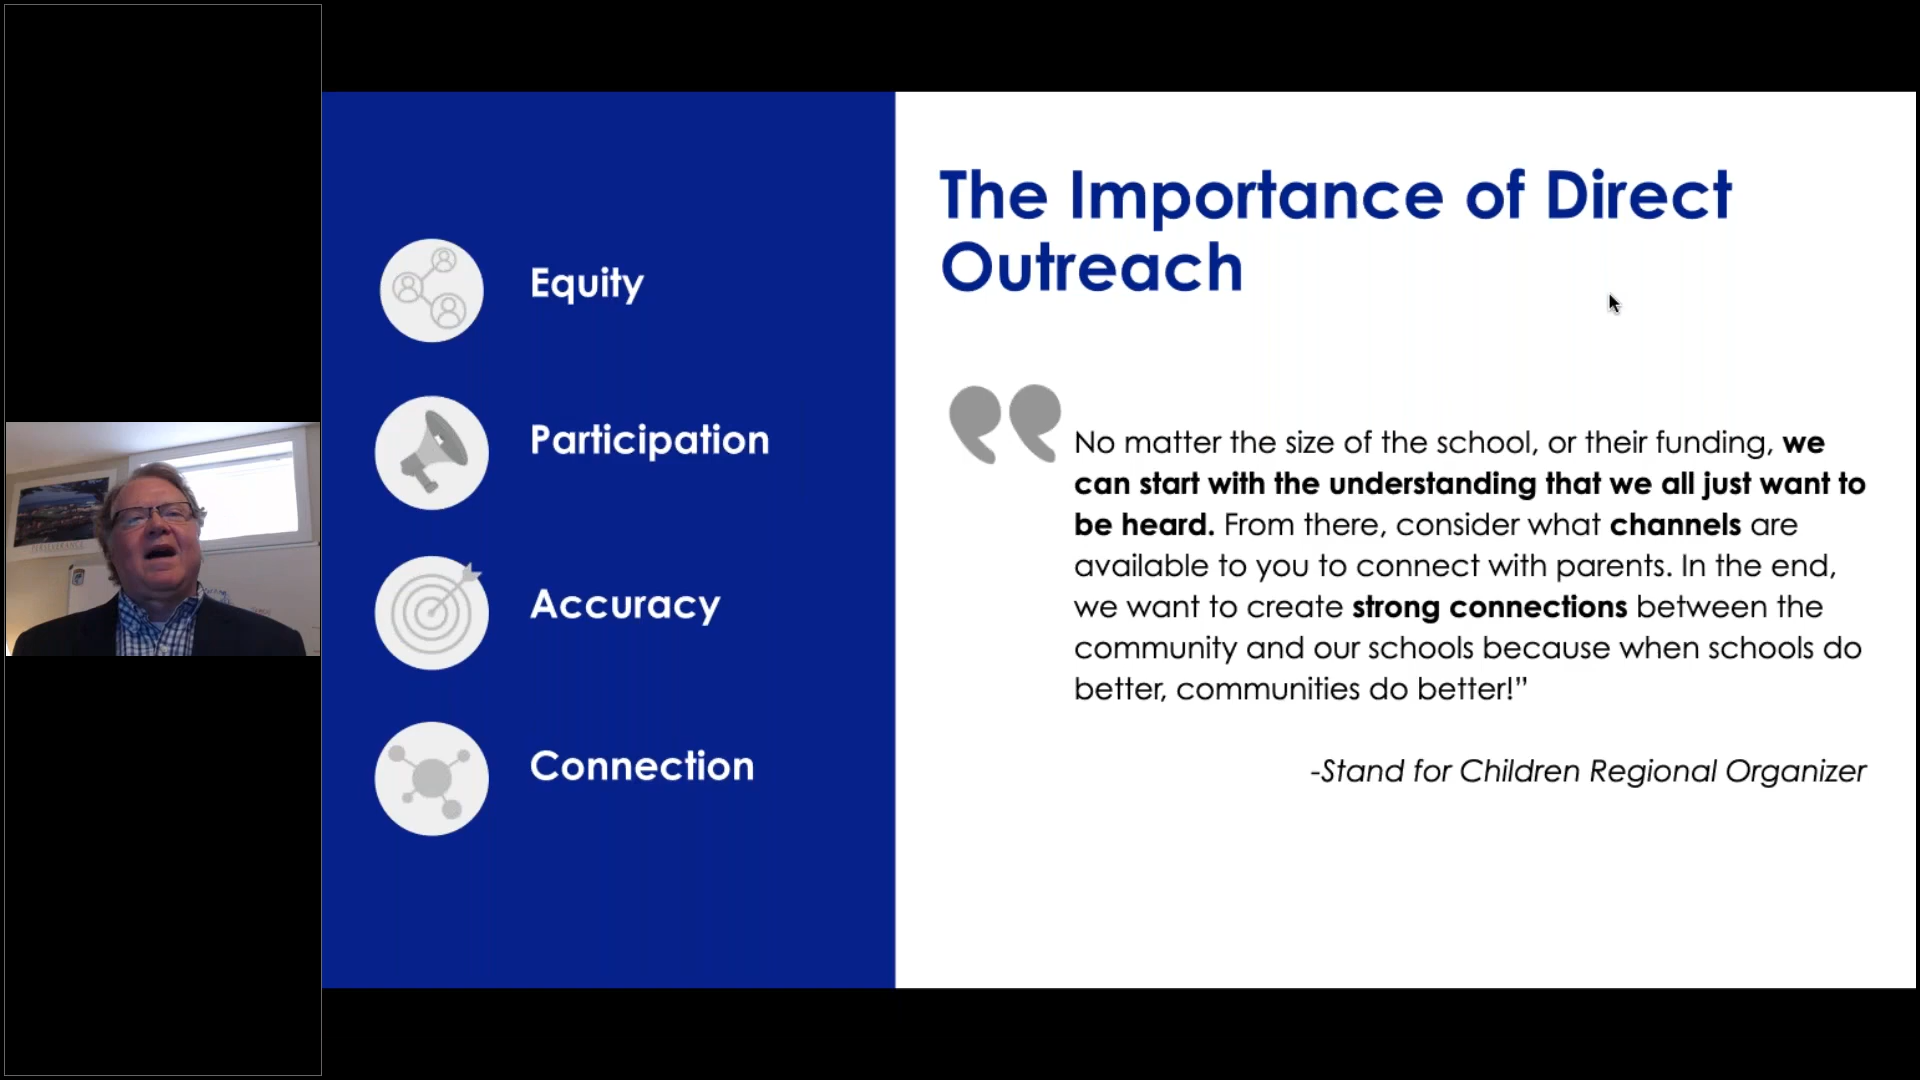 Equity
Participation
Accuracy
Connection
The Importance of Direct
Outreach
No matter the size of the school, or their funding, we
can start with the understanding that we all just want to
be heard. From there, consider what channels are
available to you to connect with parents. In the end,
we want to create strong connections between the
community and our schools because when schools do
better, communities do better!”
-Stand for Children Regional Organizer
PERSEVERANCE